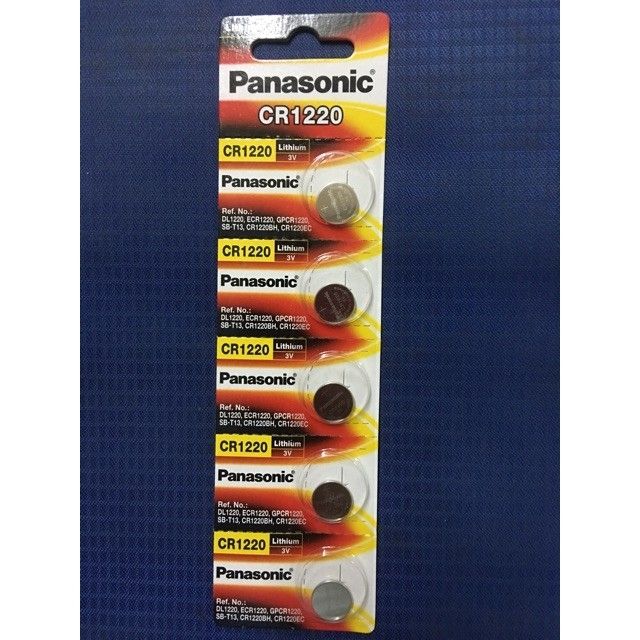 Panasonic®
CR1220
CR1220 Lithium 3V
Panasonic®
Ref. No.:
DL1220, ECR1220, GPCR1220,
SB-T13, CR1220BH, CR1220EC
CR1220 Lithium 3V
Panasonic®
Ref. No.:
DL1220, ECR1220, GPCR1220,
SB-T13, CR1220BH, CR1220EC
CR1220 Lithium 3V
Panasonic®
Ref. No.:
DL1220, ECR1220, GPCR1220,
SB-T13, CR1220BH, CR1220EC
CR1220 Lithium 3V
Panasonic®
Ref. No.:
DL1220, ECR1220, GPCR1220,
SB-T13, CR1220BH, CR1220EC
CR1220 Lithium 3V
Panasonic®
Ref. No.:
DL1220, ECR1220, GPCR1220,
SB-T13, CR1220BH, CR1220EC